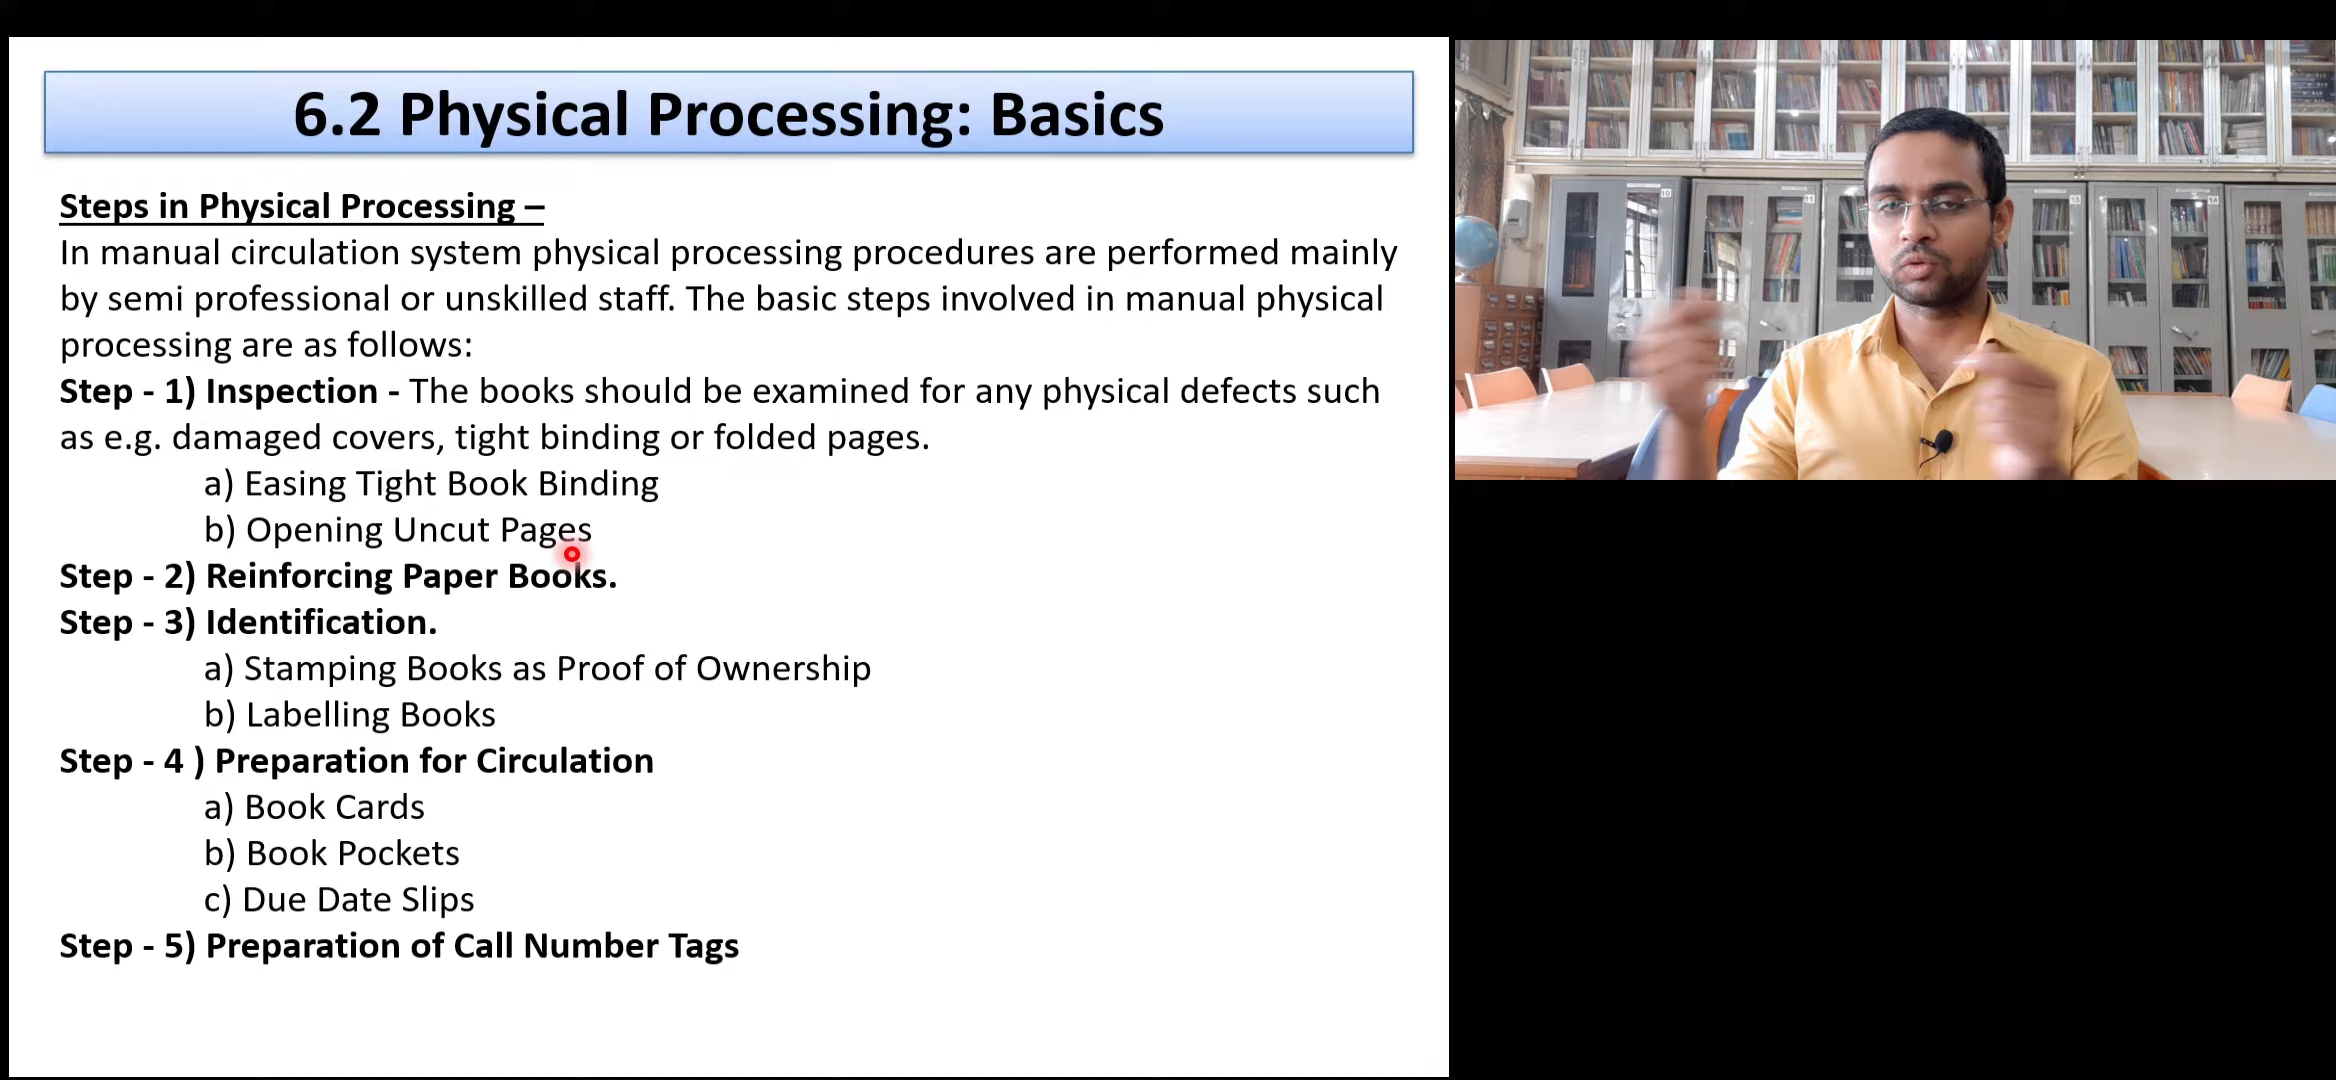 6.2 Physical Processing: Basics
Steps in Physical Processing –
In manual circulation system physical processing procedures are performed mainly
by semi professional or unskilled staff. The basic steps involved in manual physical
processing are as follows:
Step - 1) Inspection - The books should be examined for any physical defects such
as e.g. damaged covers, tight binding or folded pages.
a) Easing Tight Book Binding
b) Opening Uncut Pages
Step - 2) Reinforcing Paper Books.
Step - 3) Identification.
a) Stamping Books as Proof of Ownership
b) Labelling Books
Step - 4 ) Preparation for Circulation
a) Book Cards
b) Book Pockets
c) Due Date Slips
Step - 5) Preparation of Call Number Tags
10
11
13
14